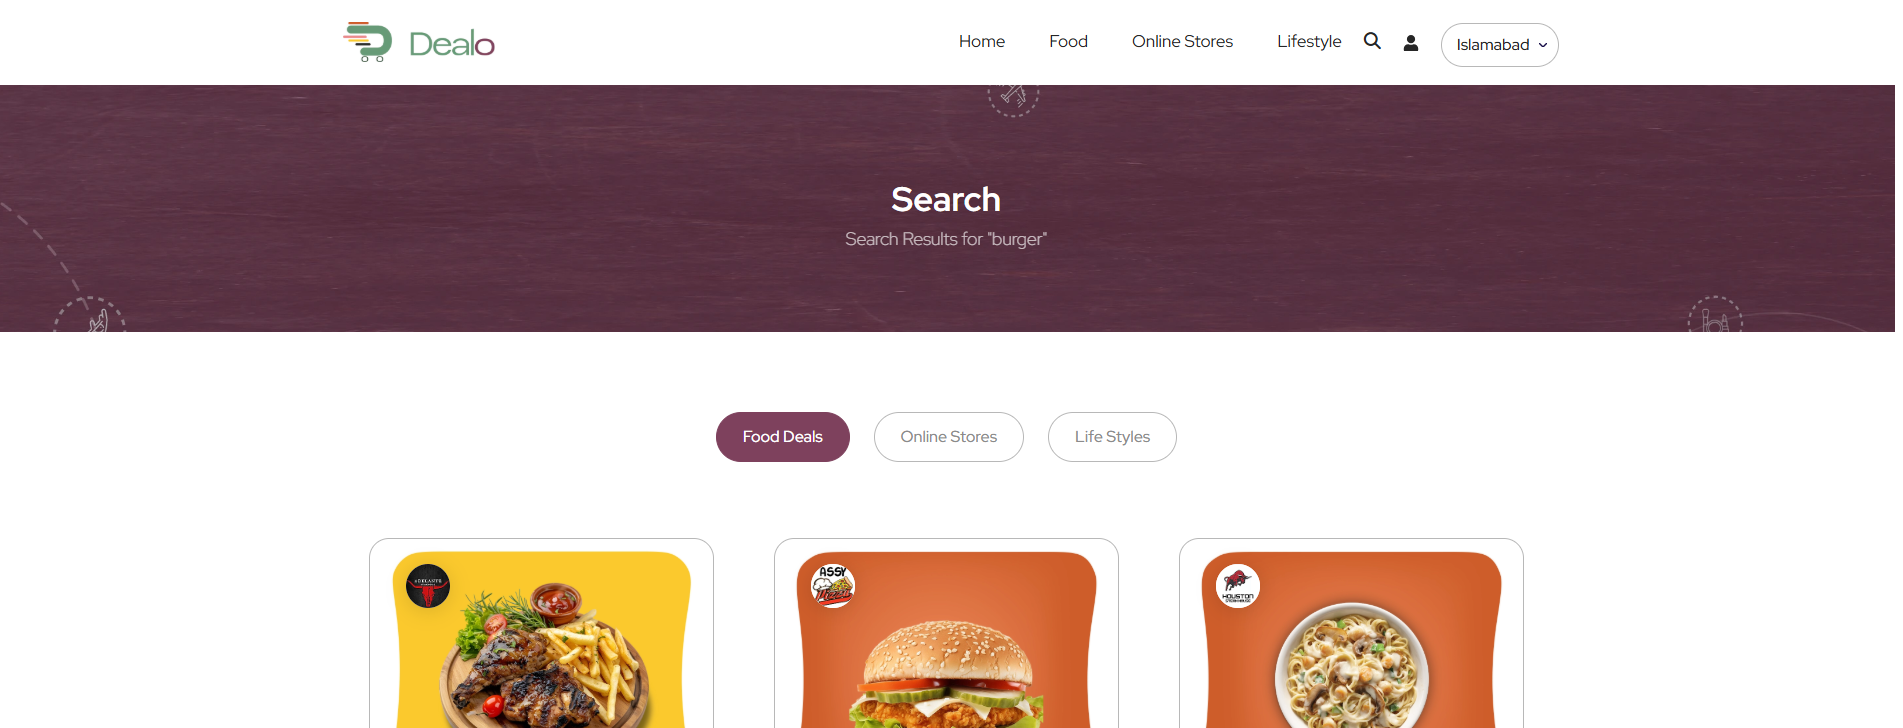 Dealo
Home
Food
Online Stores
Lifestyle
Islamabad
Search
Search Results for "burger"
Food Deals
Online Stores
Life Styles
ASSY
Pizza
HOUSTON